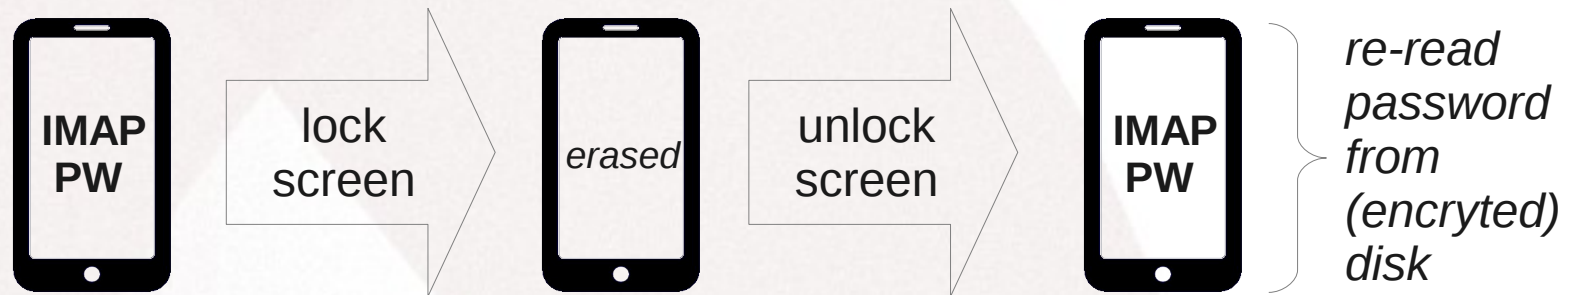 IMAP
PW
lock
screen
erased
unlock
screen
IMAP
PW
re-read
password
from
(encryted)
disk